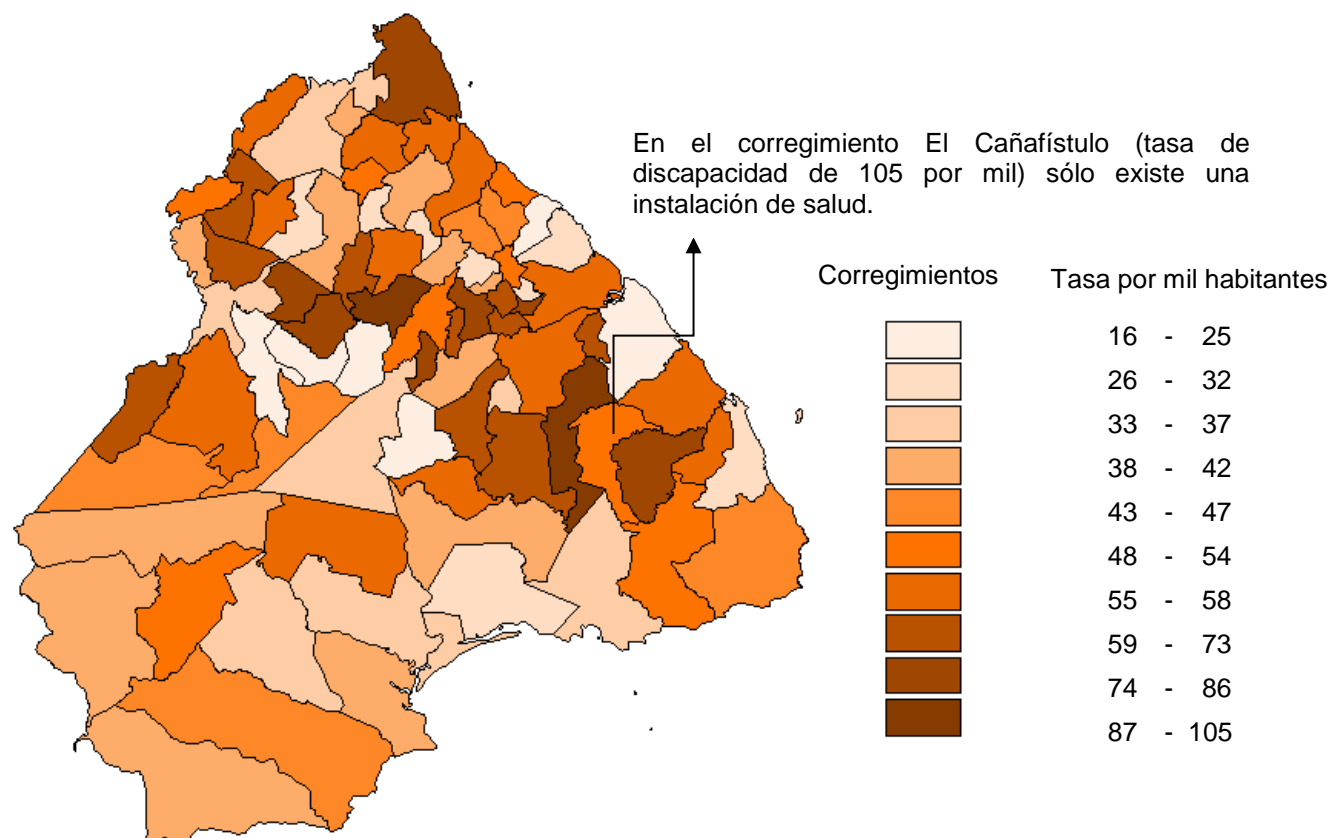 En el corregimiento El Cañafístulo (tasa de
discapacidad de 105 por mil) sólo existe una
instalación de salud.
Corregimientos Tasa por mil habitantes
16 - 25
26 - 32
33 - 37
38 - 42
43 - 47
48 - 54
55 - 58
59 - 73
74 - 86
87 - 105